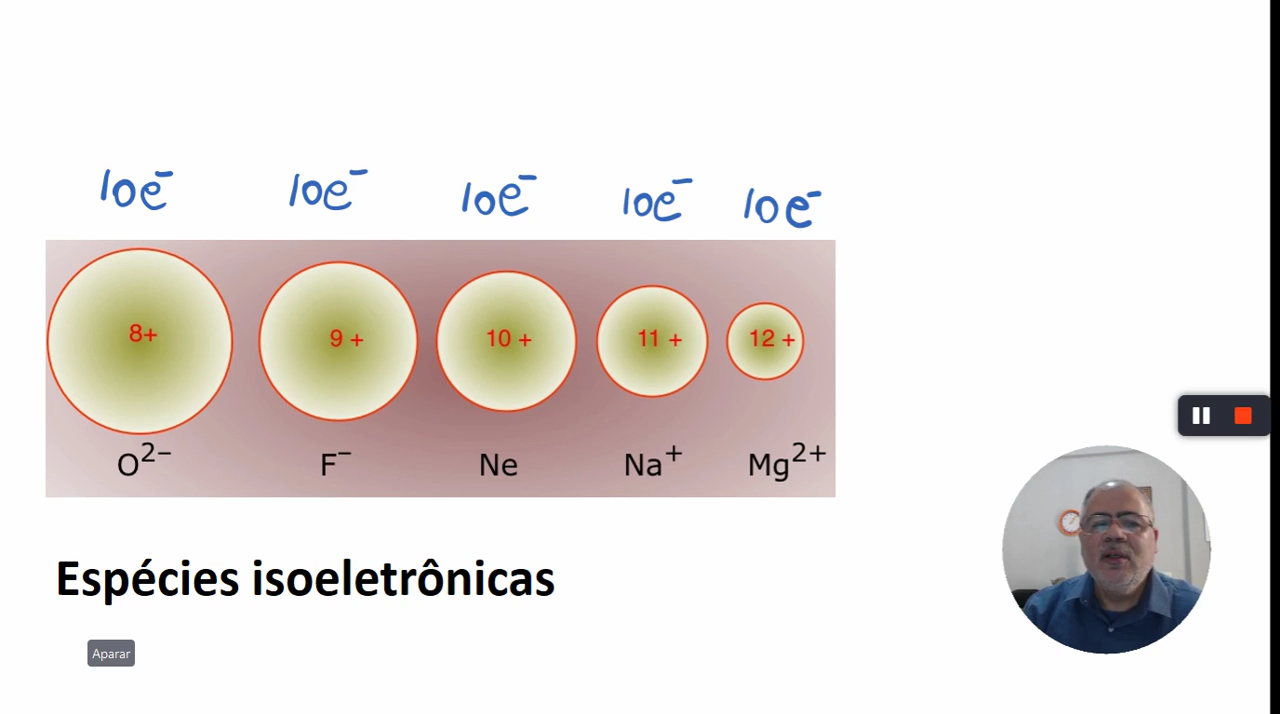 10e⁻ 10e⁻ 10e⁻ 10e⁻ 10e⁻
8+ 9 + 10 + 11 + 12 +
O²⁻ F⁻ Ne Na⁺ Mg²⁺
Espécies isoeletrônicas
Aparar